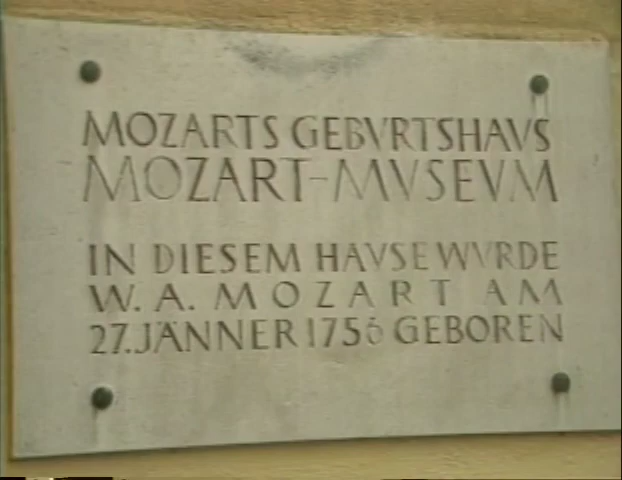 MOZARTS GEBVRTSHAVS
MOZART-MVSEVM
IN DIESEM HAVSE WVRDE
W. A. MOZART AM
27. JÄNNER 1756 GEBOREN